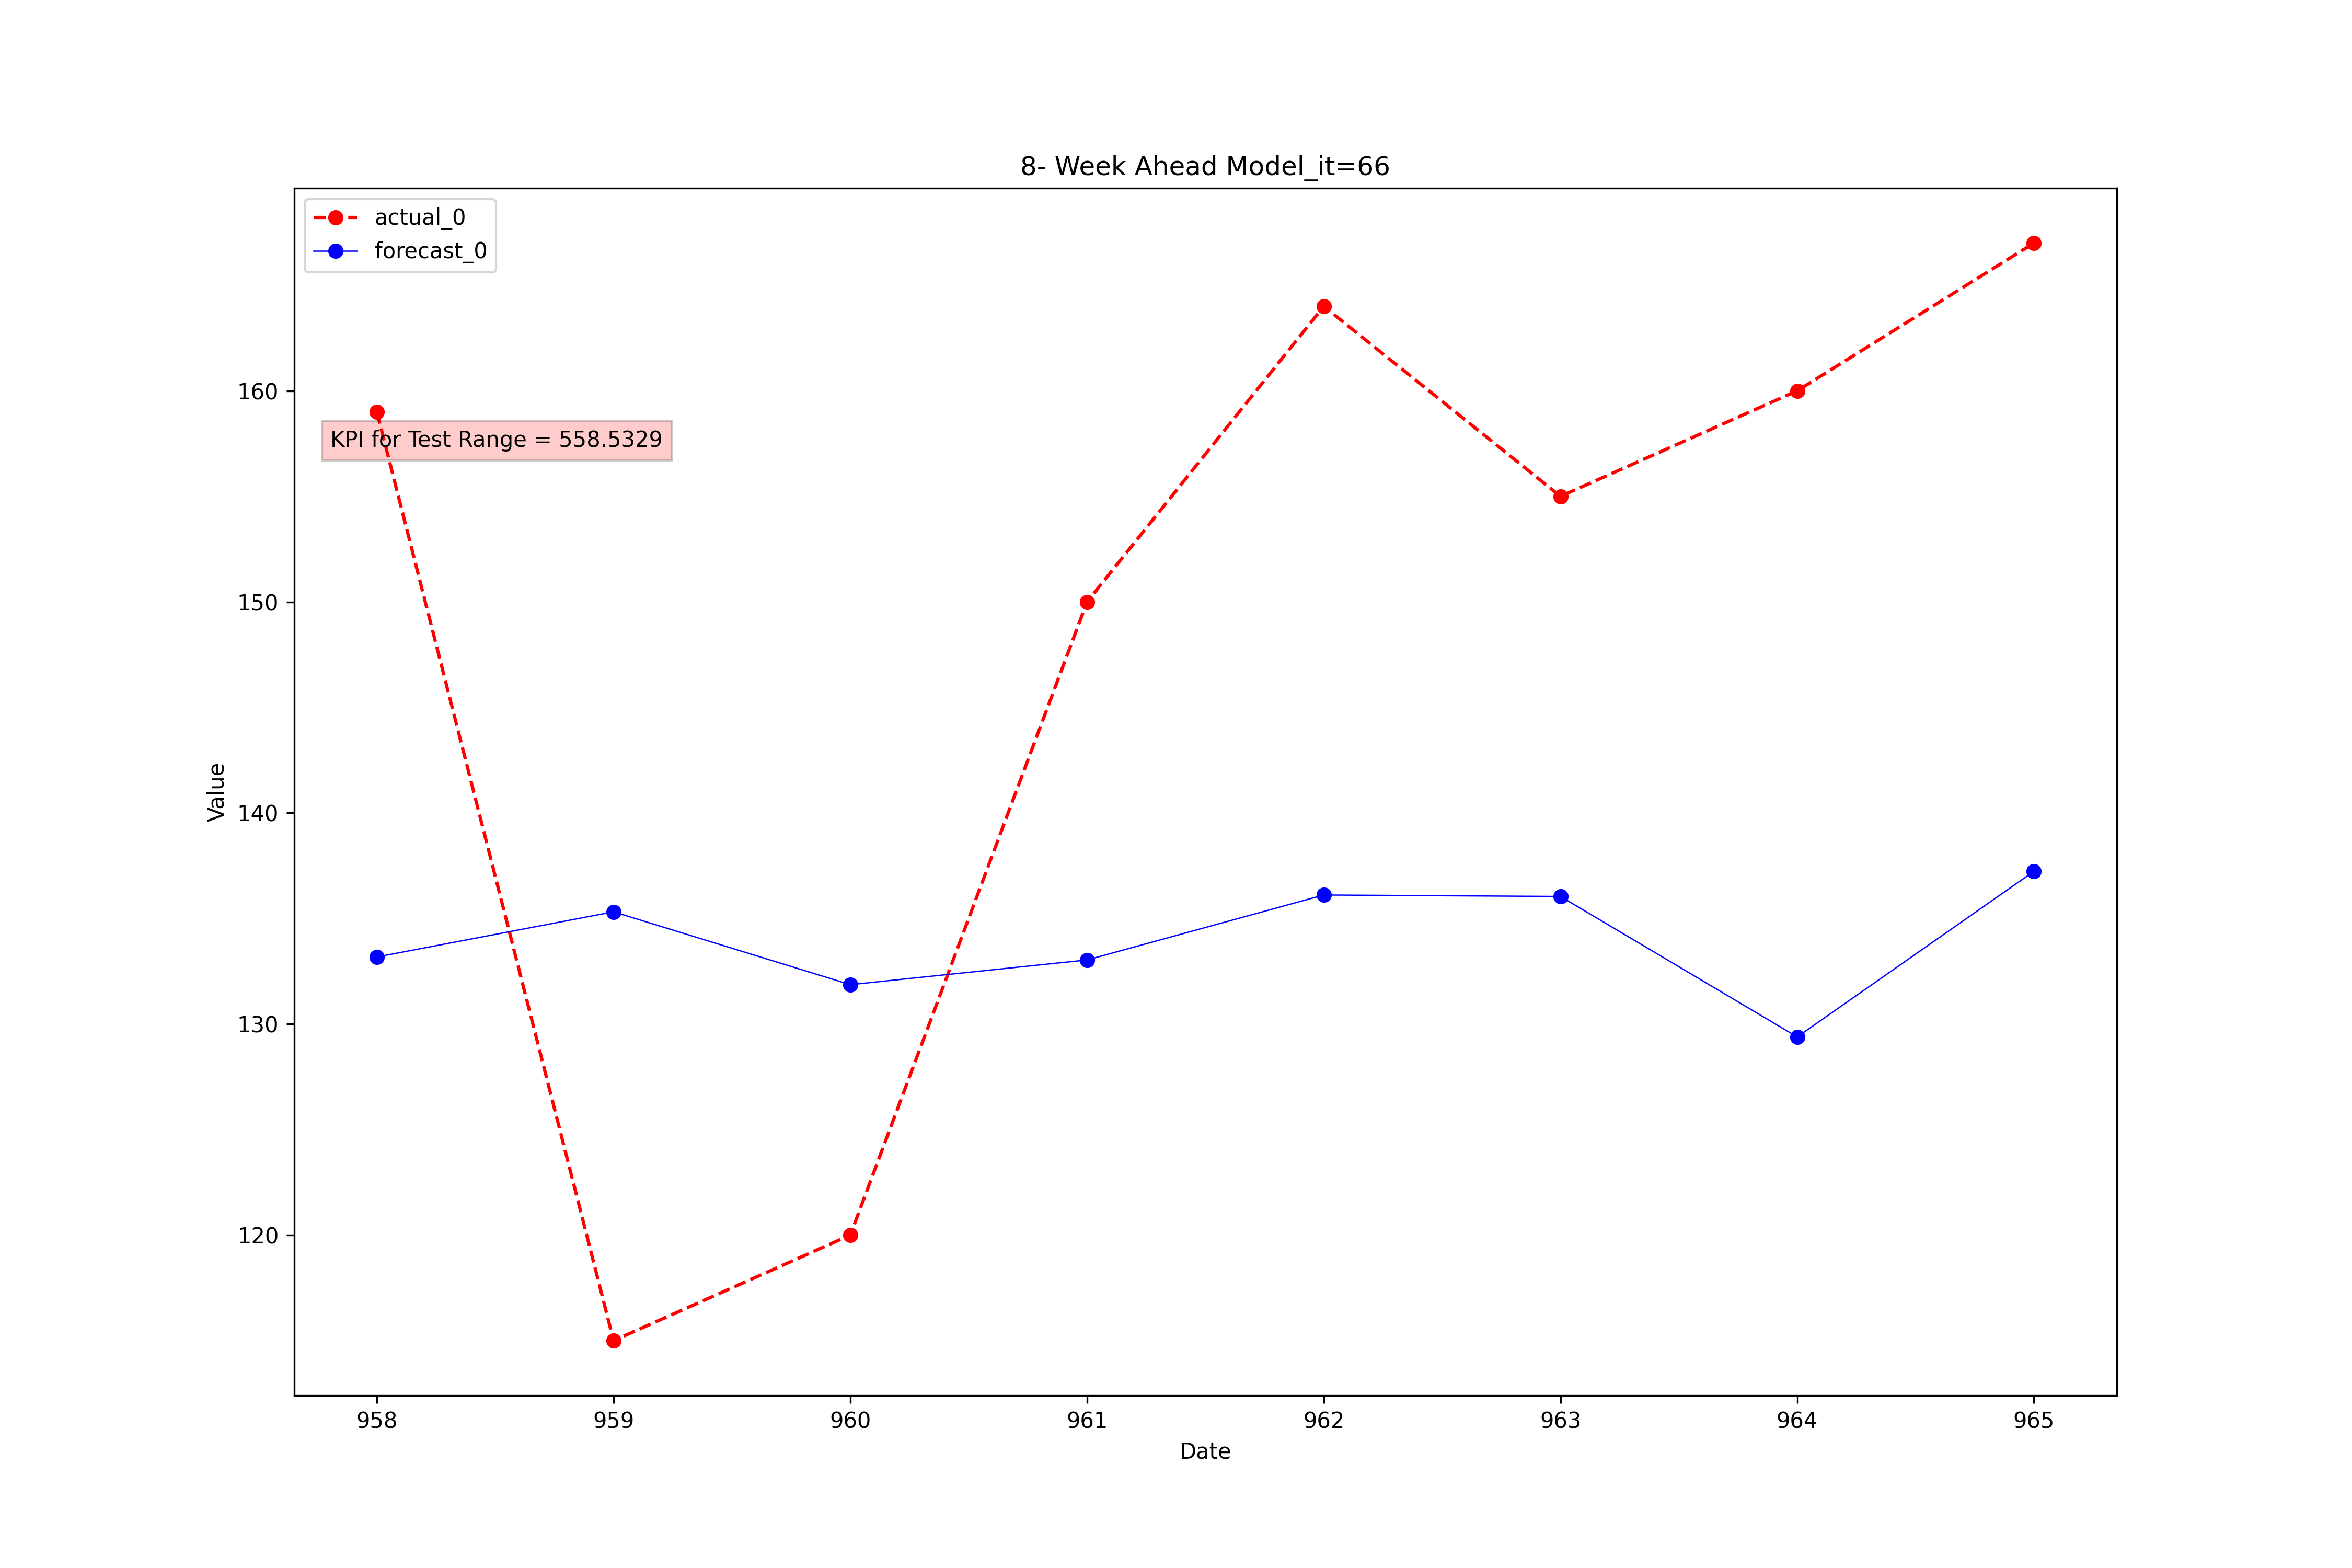 8- Week Ahead Model_it=66
actual_0
forecast_0
KPI for Test Range = 558.5329
Value
160
150
140
130
120
958 959 960 961 962 963 964 965
Date